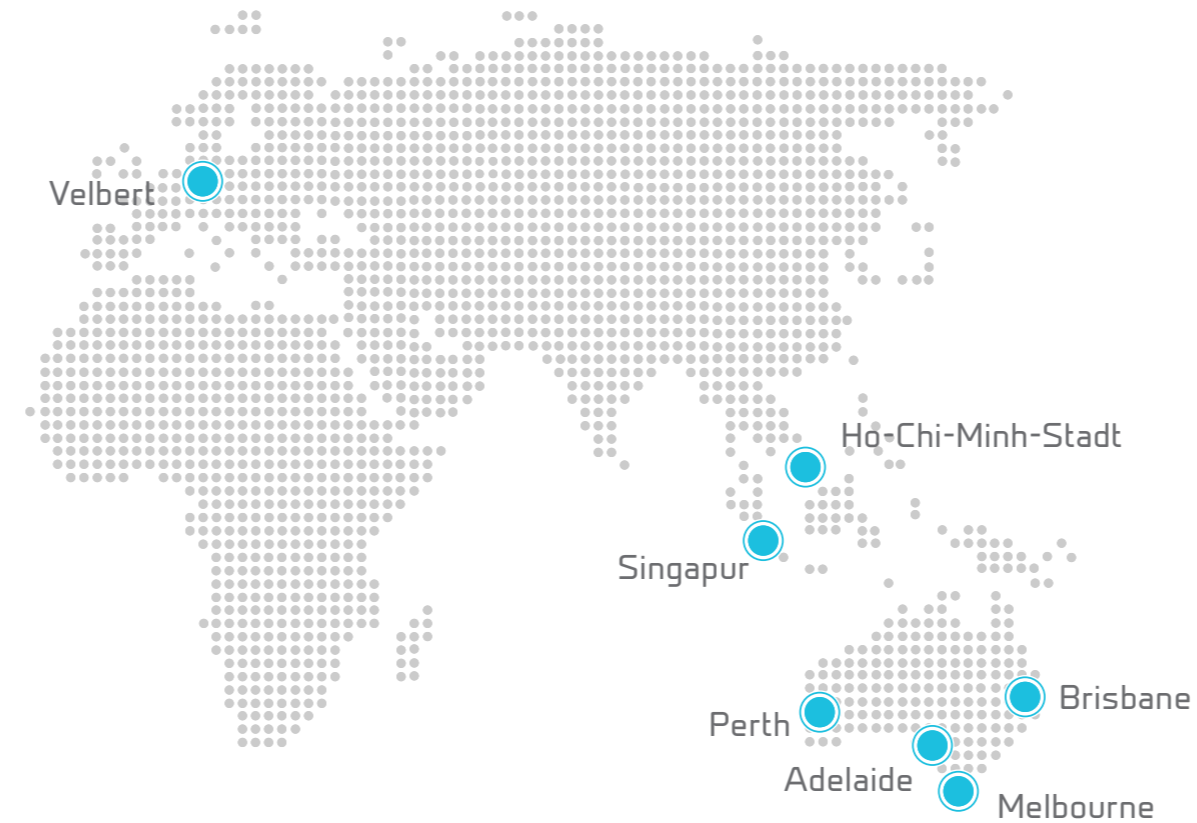 Velbert
Ho-Chi-Minh-Stadt
Singapur
Brisbane
Perth
Adelaide
Melbourne